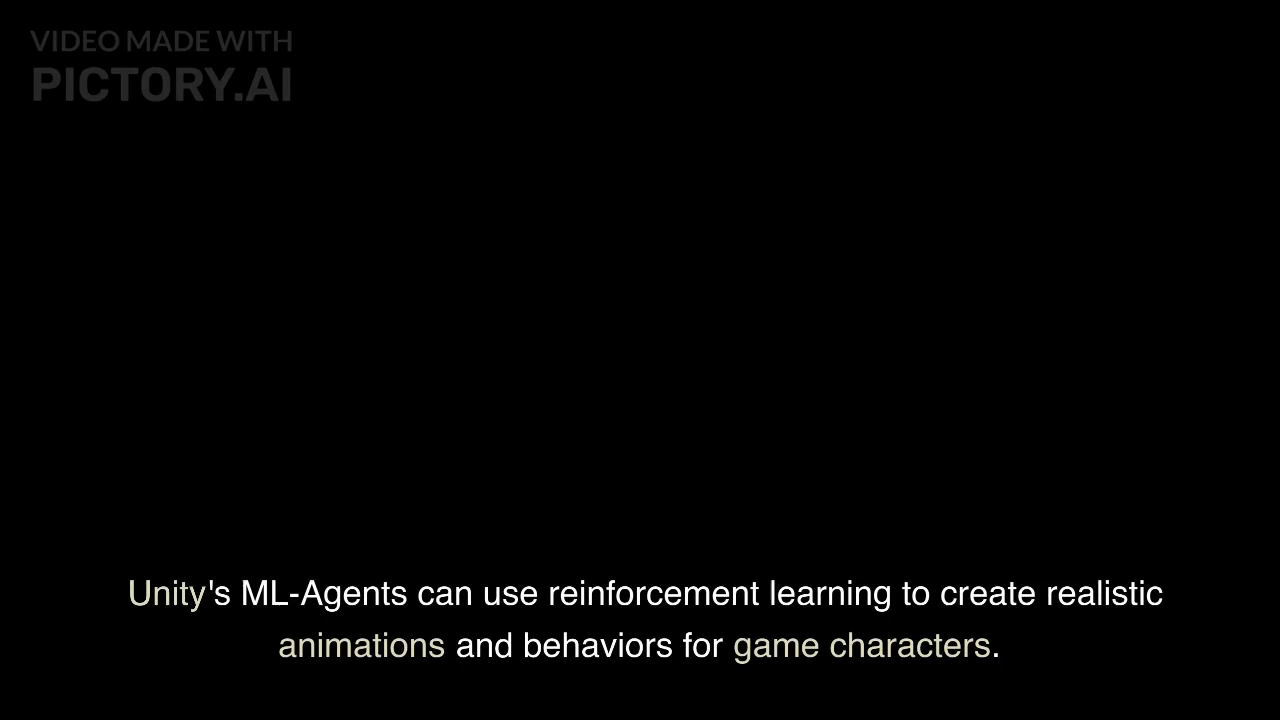 VIDEO MADE WITH
PICTORY.AI
Unity's ML-Agents can use reinforcement learning to create realistic
animations and behaviors for game characters.